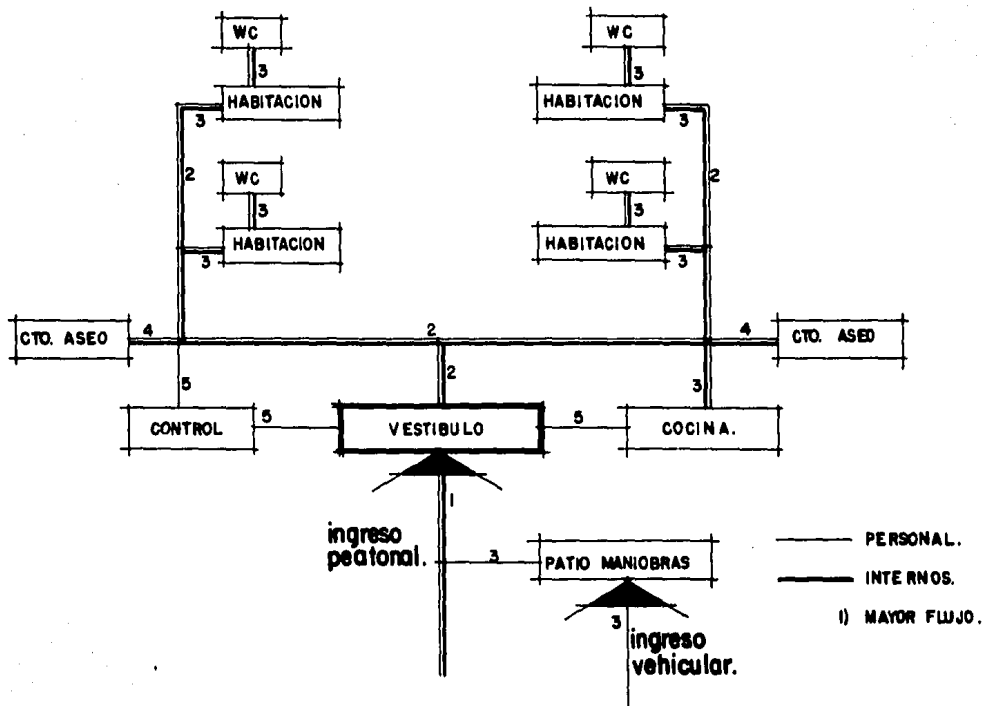 WC
WC
3
3
HABITACION
HABITACION
3
3
2
2
WC
WC
3
3
HABITACION
HABITACION
3
3
CTO. ASEO
4
2
4
CTO. ASEO
5
2
3
CONTROL
5
VESTIBULO
5
COCINA.
1
ingreso
peatonal.
3
PATIO MANIOBRAS
3
ingreso
vehicular.
PERSONAL.
INTERNOS.
1) MAYOR FLUJO.